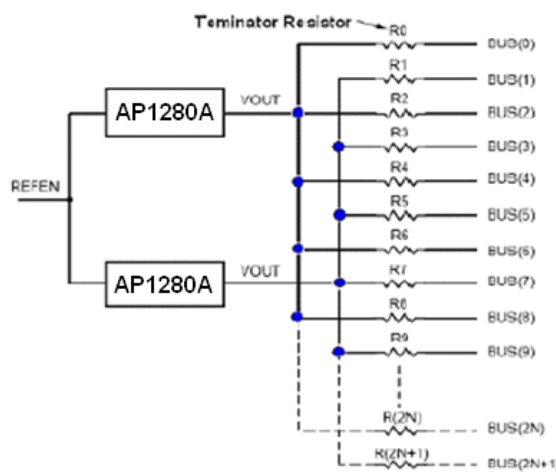 Teminator Resistor
R0 BUS(0)
R1 BUS(1)
AP1280A VOUT R2 BUS(2)
R3 BUS(3)
R4 BUS(4)
REFEN
R5 BUS(5)
R6 BUS(6)
AP1280A VOUT R7 BUS(7)
R8 BUS(8)
R9 BUS(9)
R(2N) BUS(2N)
R(2N+1) BUS(2N+1